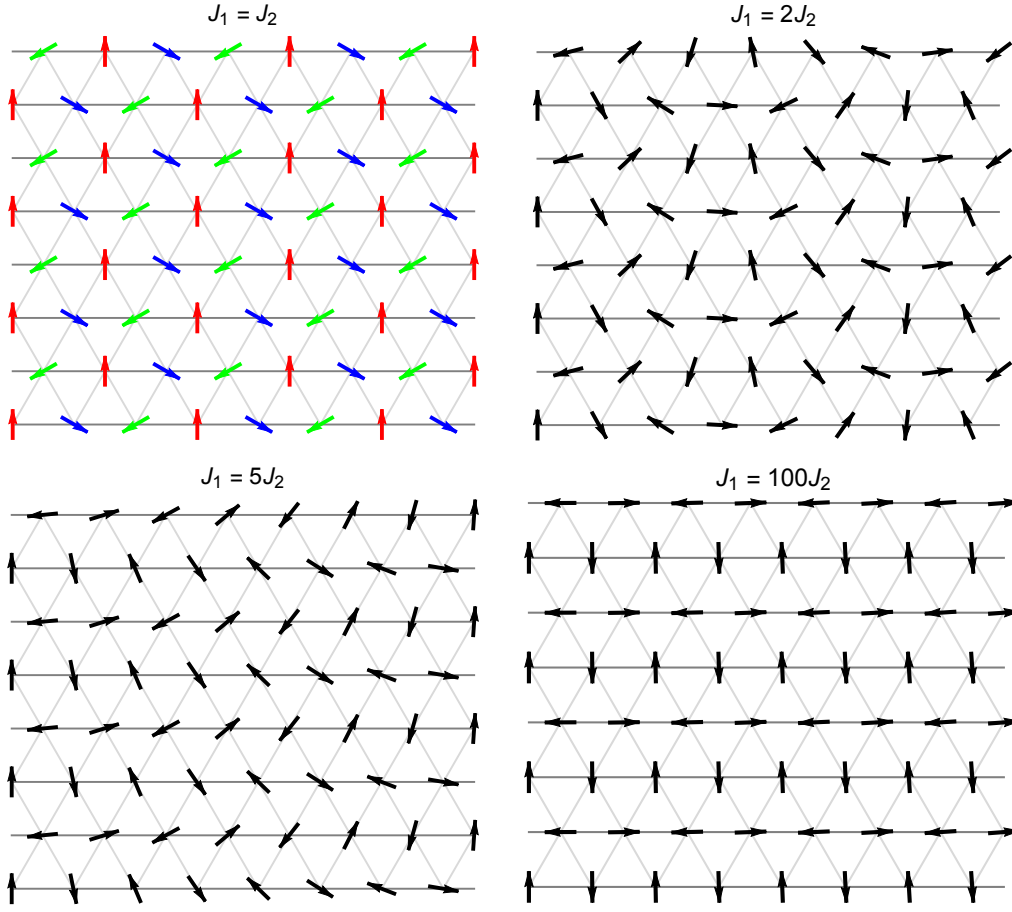 J₁ = J₂
J₁ = 2J₂
J₁ = 5J₂
J₁ = 100J₂